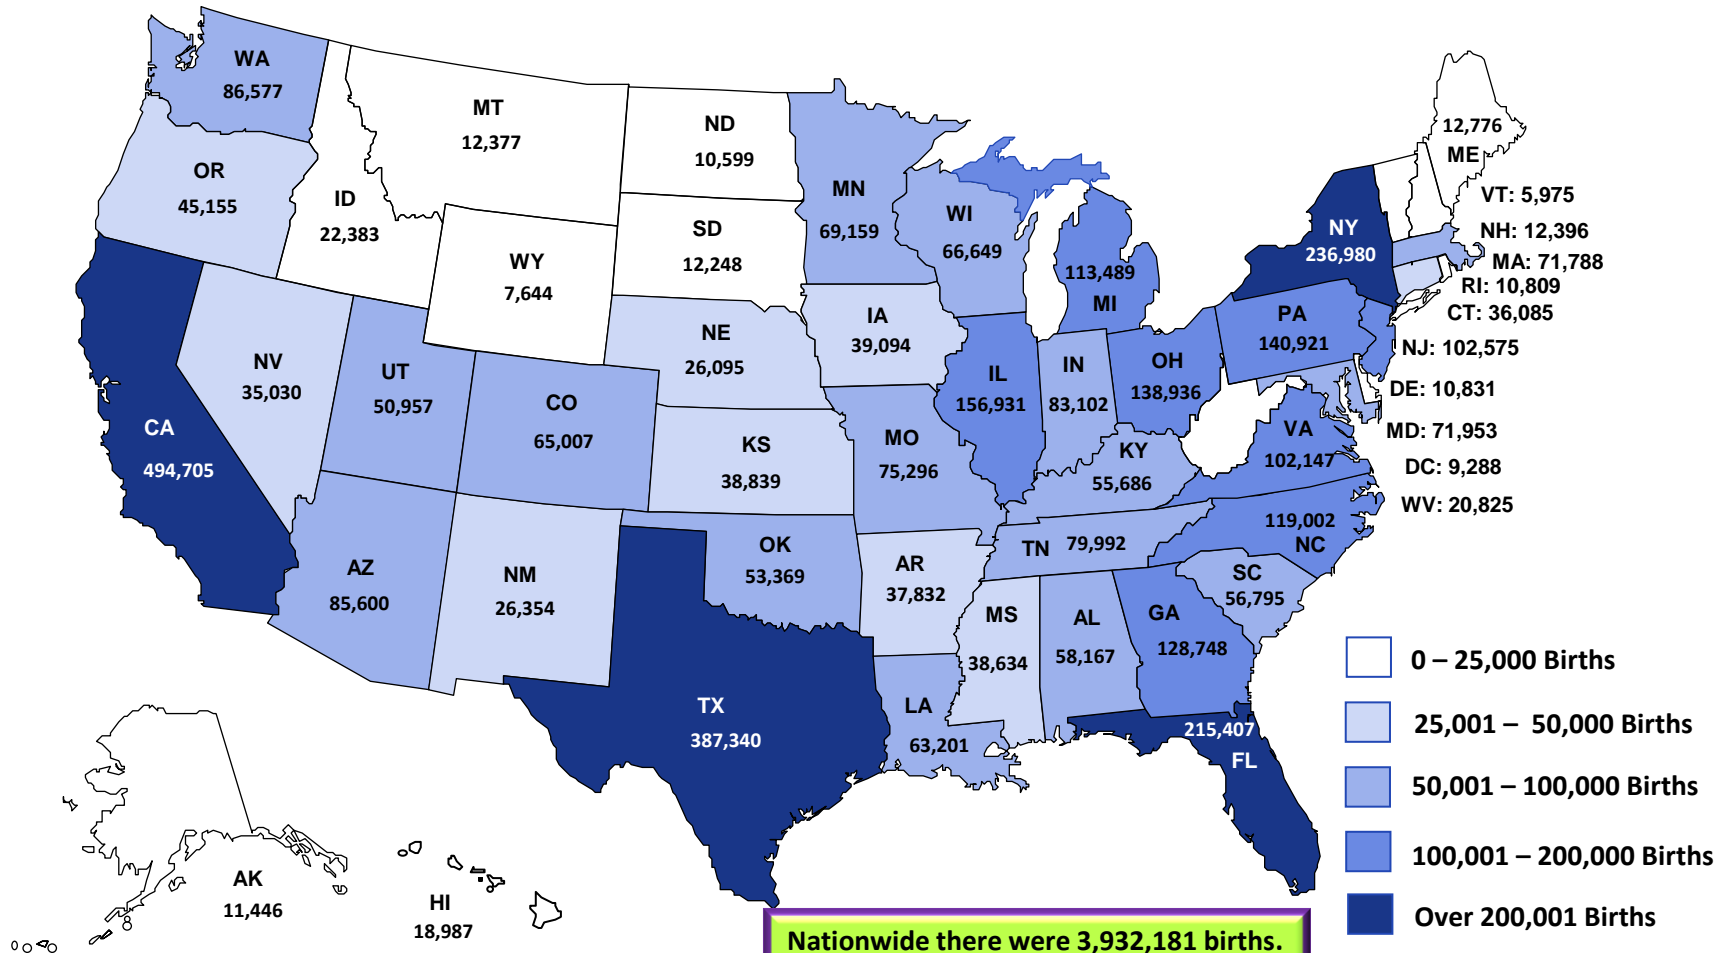 WA
86,577
MT
12,377
ND
10,599
OR
45,155
ID
22,383
WY
7,644
SD
12,248
MN
69,159
WI
66,649
113,489
MI
12,776
ME
VT: 5,975
NH: 12,396
MA: 71,788
RI: 10,809
CT: 36,085
NJ: 102,575
DE: 10,831
MD: 71,953
DC: 9,288
WV: 20,825
NY
236,980
PA
140,921
NV
35,030
UT
50,957
CO
65,007
NE
26,095
IA
39,094
IL
156,931
IN
83,102
OH
138,936
CA
494,705
KS
38,839
MO
75,296
KY
55,686
VA
102,147
AZ
85,600
NM
26,354
OK
53,369
AR
37,832
TN 79,992
119,002
NC
SC
56,795
MS
38,634
AL
58,167
GA
128,748
TX
387,340
LA
63,201
215,407
FL
AK
11,446
HI
18,987
0 – 25,000 Births
25,001 – 50,000 Births
50,001 – 100,000 Births
100,001 – 200,000 Births
Over 200,001 Births
Nationwide there were 3,932,181 births.